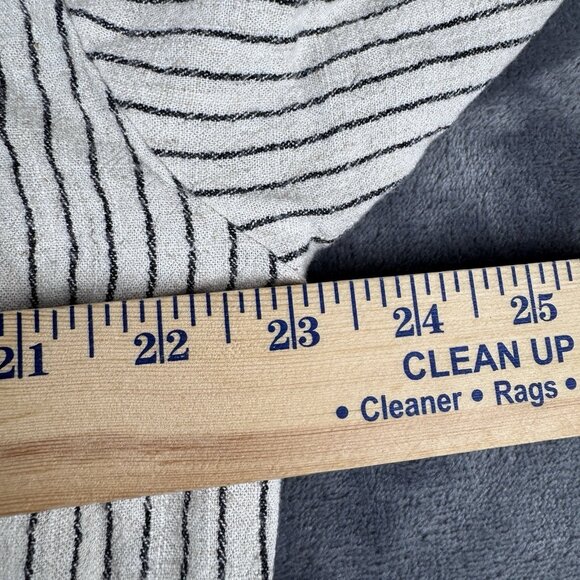 21 22 23 24 25
CLEAN UP
• Cleaner • Rags •